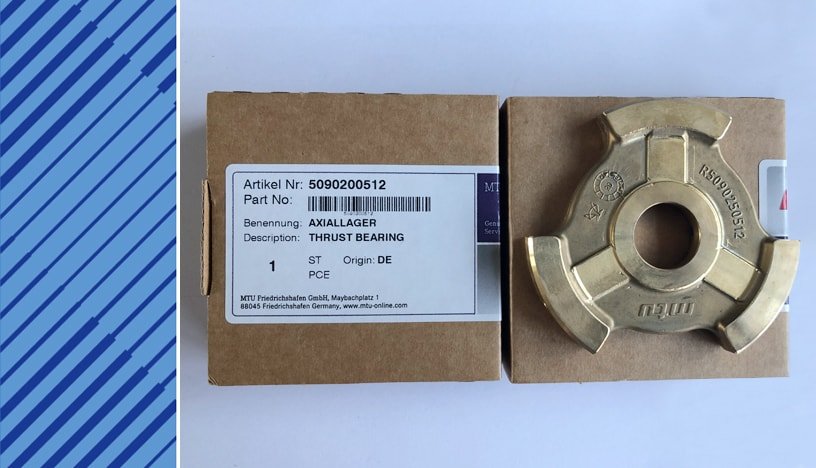 Artikel Nr: 5090200512
Part No:
5090200512
Benennung: AXIALLAGER
Description: THRUST BEARING
1 ST Origin: DE
PCE
MTU Friedrichshafen GmbH, Maybachplatz 1
88045 Friedrichshafen Germany, www.mtu-online.com
MTU
R5090250512
mtu